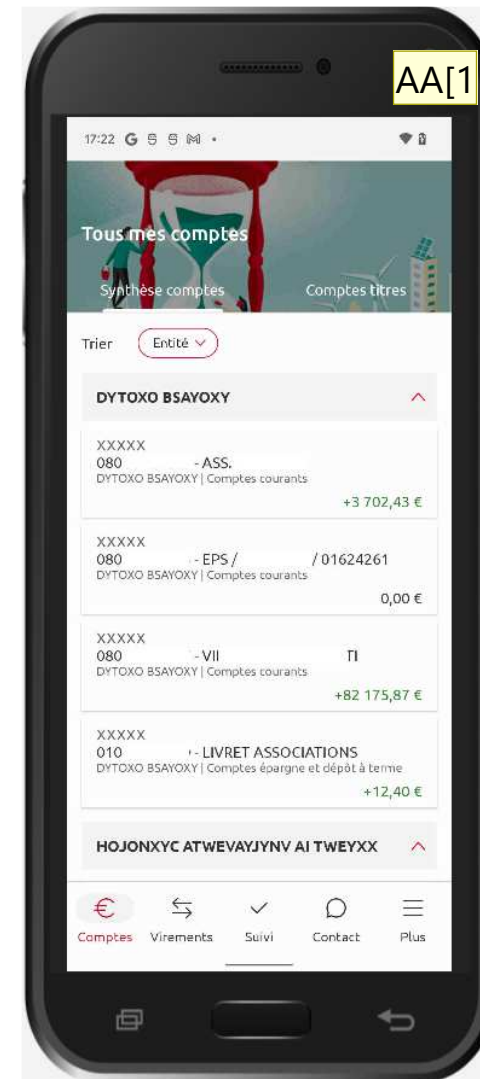 AA[1
17:22 G
Tous mes comptes
Synthèse comptes Comptes titres
Trier Entité
DYTOXO BSAYOXY
XXXXX
080 - ASS.
DYTOXO BSAYOXY | Comptes courants
+3 702,43 €
XXXXX
080 - EPS / / 01624261
DYTOXO BSAYOXY | Comptes courants
0,00 €
XXXXX
080 - VII TI
DYTOXO BSAYOXY | Comptes courants
+82 175,87 €
XXXXX
010 - LIVRET ASSOCIATIONS
DYTOXO BSAYOXY | Comptes épargne et dépôt à terme
+12,40 €
HOJONXYC ATWEVAYJYNV AI TWEYXX
Comptes Virements Suivi Contact Plus